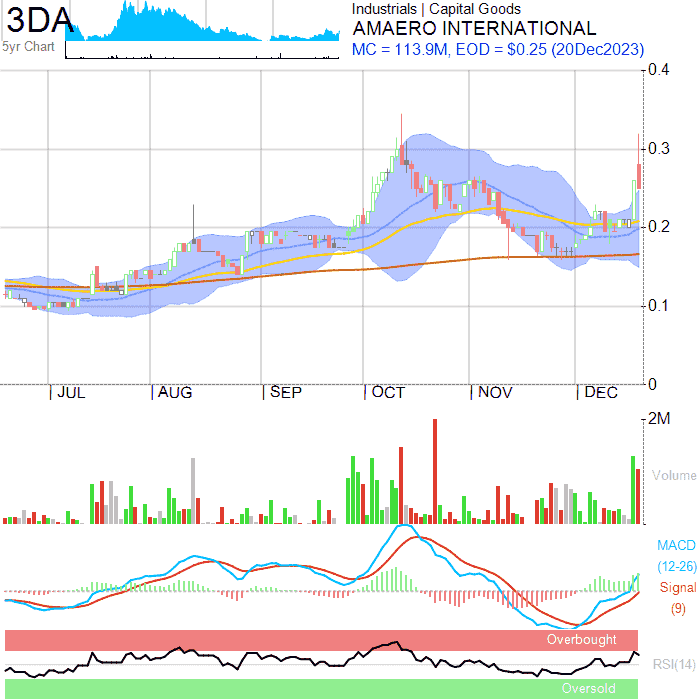 3DA
5yr Chart
Industrials | Capital Goods
AMAERO INTERNATIONAL
MC = 113.9M, EOD = $0.25 (20Dec2023)
0.4
0.3
0.2
0.1
0
JUL
AUG
SEP
OCT
NOV
DEC
2M
Volume
MACD
(12-26)
Signal
(9)
Overbought
RSI(14)
Oversold